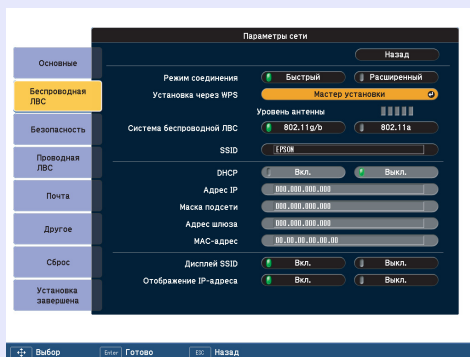 Параметры сети
Назад
Основные
Беспроводная
ЛВС
Безопасность
Проводная
ЛВС
Почта
Другое
Сброс
Установка
завершена
Режим соединения Быстрый Расширенный
Установка через WPS Мастер установки
Уровень антенны
Система беспроводной ЛВС 802.11g/b 802.11a
SSID EPSON
DHCP Вкл. Выкл.
Адрес IP 000.000.000.000
Маска подсети 000.000.000.000
Адрес шлюза 000.000.000.000
MAC-адрес 00.00.00.00.00.00
Дисплей SSID Вкл. Выкл.
Отображение IP-адреса Вкл. Выкл.
Выбор Enter Готово ESC Назад